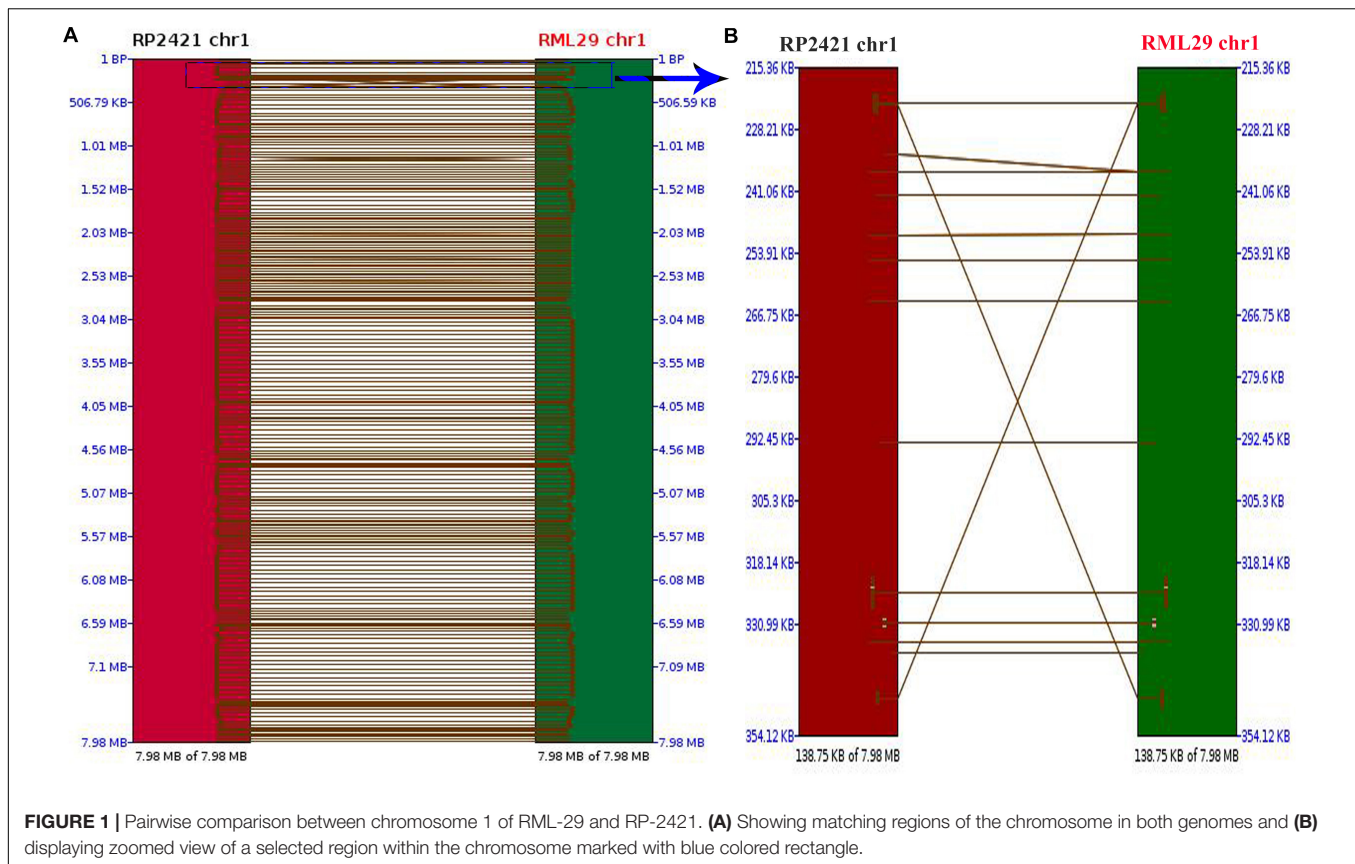 A
RP2421 chr1
RML29 chr1
1 BP
506.79 KB
1.01 MB
1.52 MB
2.03 MB
2.53 MB
3.04 MB
3.55 MB
4.05 MB
4.56 MB
5.07 MB
5.57 MB
6.08 MB
6.59 MB
7.1 MB
7.98 MB
1 BP
506.59 KB
1.01 MB
1.52 MB
2.03 MB
2.53 MB
3.04 MB
3.55 MB
4.05 MB
4.56 MB
5.07 MB
5.57 MB
6.08 MB
6.59 MB
7.09 MB
7.98 MB
7.98 MB of 7.98 MB
7.98 MB of 7.98 MB
B
RP2421 chr1
RML29 chr1
215.36 KB
228.21 KB
241.06 KB
253.91 KB
266.75 KB
279.6 KB
292.45 KB
305.3 KB
318.14 KB
330.99 KB
354.12 KB
215.36 KB
228.21 KB
241.06 KB
253.91 KB
266.75 KB
279.6 KB
292.45 KB
305.3 KB
318.14 KB
330.99 KB
354.12 KB
138.75 KB of 7.98 MB
138.75 KB of 7.98 MB
FIGURE 1 | Pairwise comparison between chromosome 1 of RML-29 and RP-2421. (A) Showing matching regions of the chromosome in both genomes and (B)
displaying zoomed view of a selected region within the chromosome marked with blue colored rectangle.